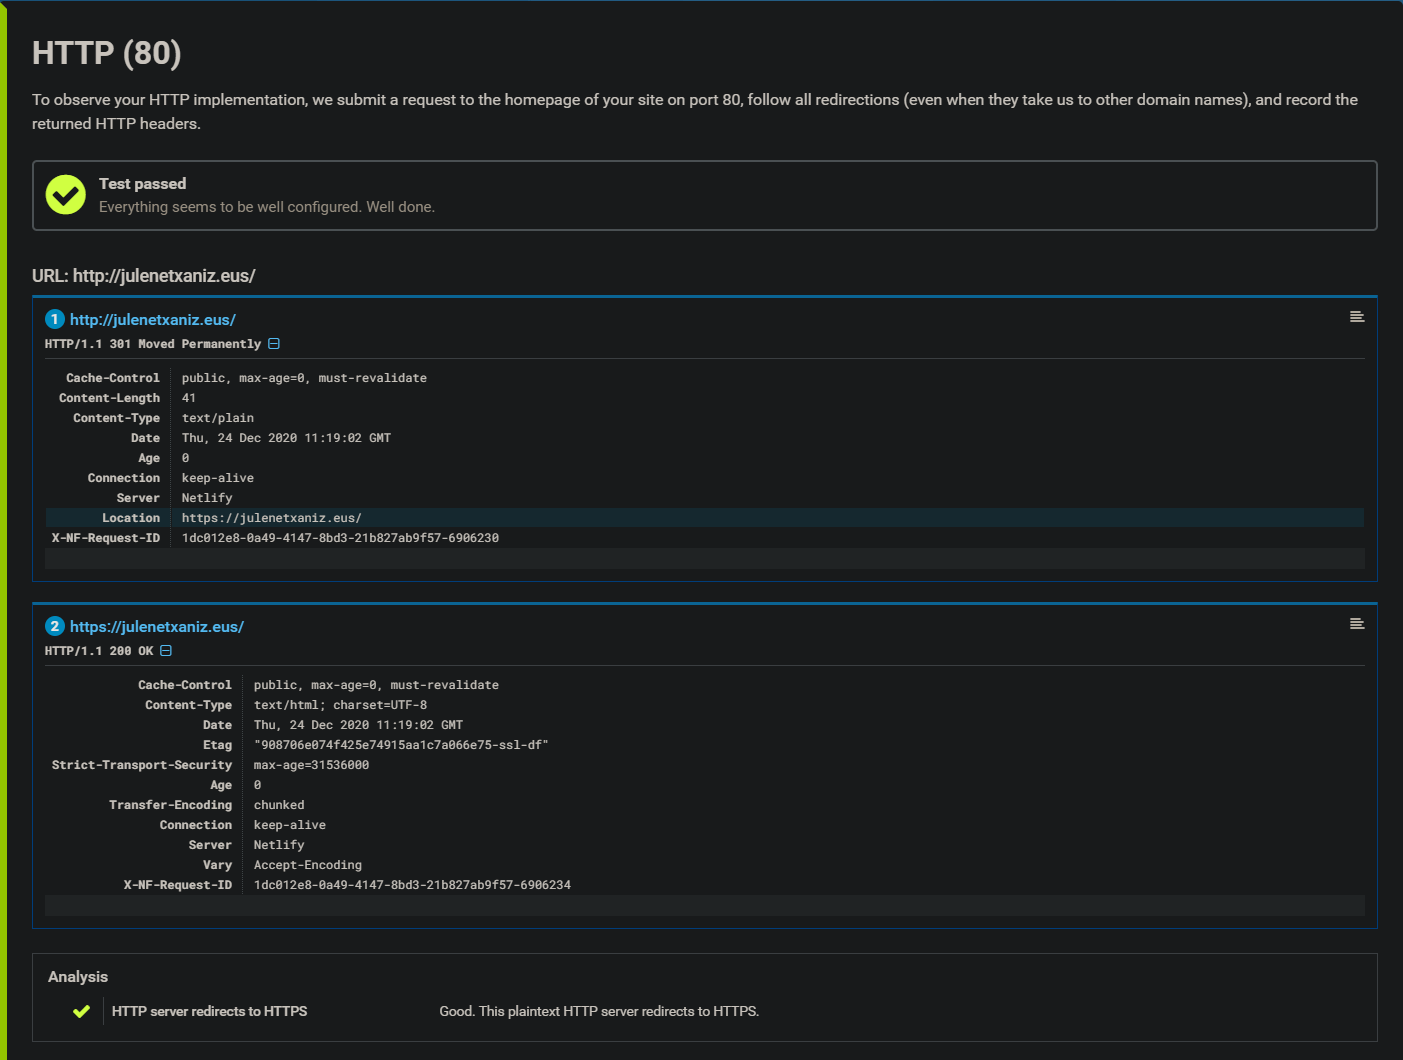 HTTP (80)
To observe your HTTP implementation, we submit a request to the homepage of your site on port 80, follow all redirections (even when they take us to other domain names), and record the
returned HTTP headers.
Test passed
Everything seems to be well configured. Well done.
URL: http://julenetxaniz.eus/
1 http://julenetxaniz.eus/
HTTP/1.1 301 Moved Permanently
Cache-Control public, max-age=0, must-revalidate
Content-Length 41
Content-Type text/plain
Date Thu, 24 Dec 2020 11:19:02 GMT
Age 0
Connection keep-alive
Server Netlify
Location https://julenetxaniz.eus/
X-NF-Request-ID 1dc012e8-0a49-4147-8bd3-21b827ab9f57-6906230
2 https://julenetxaniz.eus/
HTTP/1.1 200 OK
Cache-Control public, max-age=0, must-revalidate
Content-Type text/html; charset=UTF-8
Date Thu, 24 Dec 2020 11:19:02 GMT
Etag "908706e074f425e74915aa1c7a066e75-ssl-df"
Strict-Transport-Security max-age=31536000
Age 0
Transfer-Encoding chunked
Connection keep-alive
Server Netlify
Vary Accept-Encoding
X-NF-Request-ID 1dc012e8-0a49-4147-8bd3-21b827ab9f57-6906234
Analysis
HTTP server redirects to HTTPS Good. This plaintext HTTP server redirects to HTTPS.